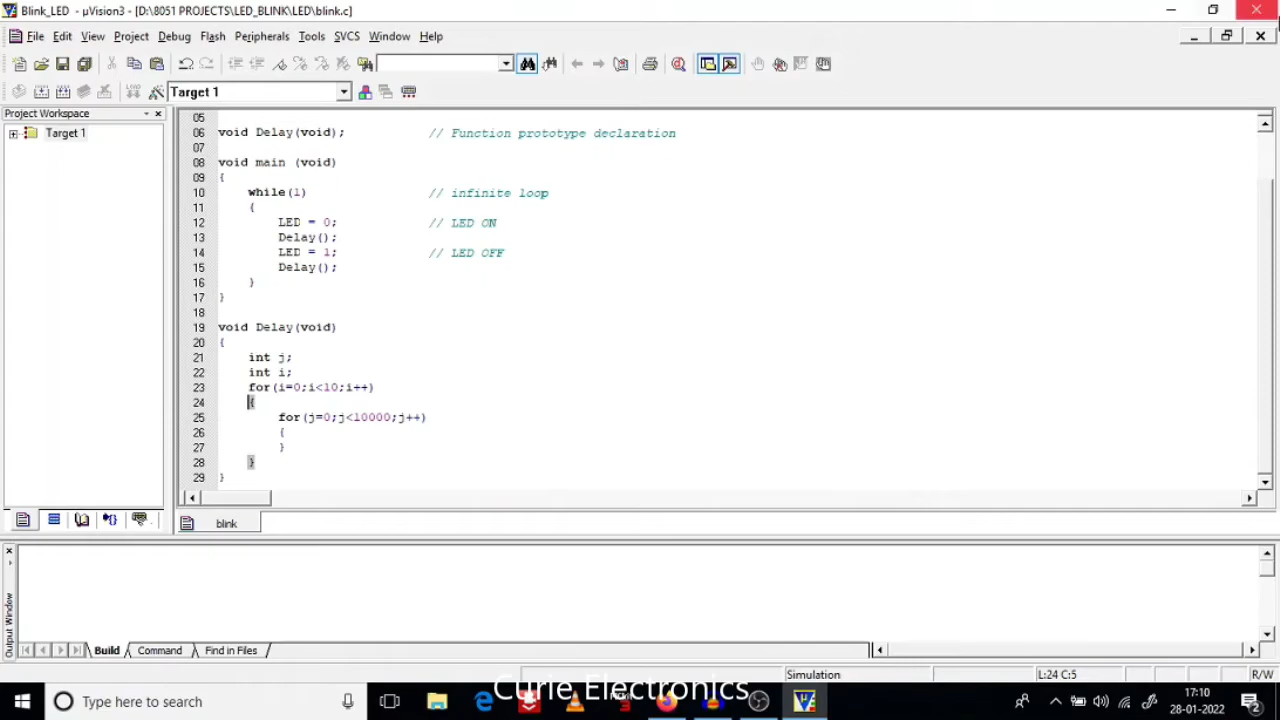 Blink_LED - µVision3 - [D:\8051 PROJECTS\LED_BLINK\LED\blink.c]
File Edit View Project Debug Flash Peripherals Tools SVCS Window Help
Target 1
Project Workspace
Target 1
05
06 void Delay(void); // Function prototype declaration
07
08 void main (void)
09 {
10 while(1) // infinite loop
11 {
12 LED = 0; // LED ON
13 Delay();
14 LED = 1; // LED OFF
15 Delay();
16 }
17 }
18
19 void Delay(void)
20 {
21 int j;
22 int i;
23 for(i=0;i<10;i++)
24 {
25 for(j=0;j<10000;j++)
26 {
27 }
28 }
29 }
blink
Output Window
Build Command Find in Files
Simulation L:24 C:5 R/W
Curie Electronics
Type here to search
17:10
28-01-2022
2